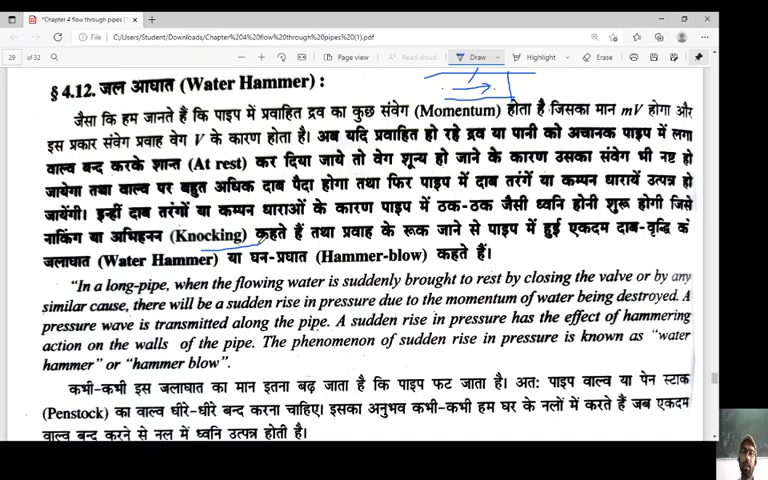 *Chapter 4 flow through pipes
File | C:/Users/Student/Downloads/Chapter%204%20flow%20through%20pipes%20(1).pdf
29 of 32
Page view
Read aloud
Draw
Highlight
Erase
§ 4.12. जल आघात (Water Hammer) :
जैसा कि हम जानते हैं कि पाइप में प्रवाहित द्रव का कुछ संवेग (Momentum) होता है जिसका मान mV होगा और
इस प्रकार संवेग प्रवाह वेग V के कारण होता है। अब यदि प्रवाहित हो रहे द्रव या पानी को अचानक पाइप में लगा
वाल्व बन्द करके शान्त (At rest) कर दिया जाये तो वेग शून्य हो जाने के कारण उसका संवेग भी नष्ट हो
जायेगा तथा वाल्व पर बहुत अधिक दाब पैदा होगा तथा फिर पाइप में दाब तरंगें या कम्पन धारायें उत्पन्न हो
जायेंगी। इन्हीं दाब तरंगों या कम्पन धाराओं के कारण पाइप में ठक-ठक जैसी ध्वनि होनी शुरू होगी जिसे
नाकिंग या अभिहनन (Knocking) कहते हैं तथा प्रवाह के रूक जाने से पाइप में हुई एकदम दाब-वृद्धि को
जलाघात (Water Hammer) या घन-प्रघात (Hammer-blow) कहते हैं।
"In a long-pipe, when the flowing water is suddenly brought to rest by closing the valve or by any
similar cause, there will be a sudden rise in pressure due to the momentum of water being destroyed. A
pressure wave is transmitted along the pipe. A sudden rise in pressure has the effect of hammering
action on the walls of the pipe. The phenomenon of sudden rise in pressure is known as "water
hammer" or "hammer blow".
कभी-कभी इस जलाघात का मान इतना बढ़ जाता है कि पाइप फट जाता है। अत: पाइप वाल्व या पेन स्टाक
(Penstock) का वाल्व धीरे-धीरे बन्द करना चाहिए। इसका अनुभव कभी-कभी हम घर के नलों में करते हैं जब एकदम
वाल्व बन्द करने से नल में ध्वनि उत्पन्न होती है।